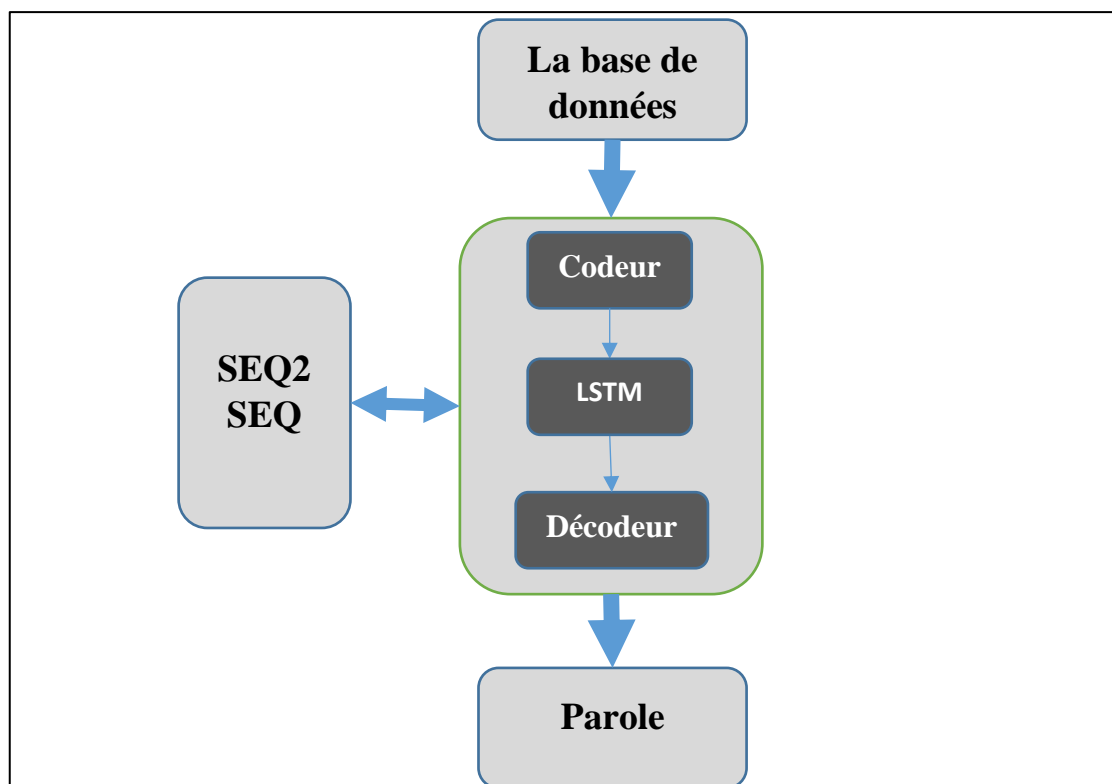 La base de
données
Codeur
SEQ2
SEQ
LSTM
Décodeur
Parole